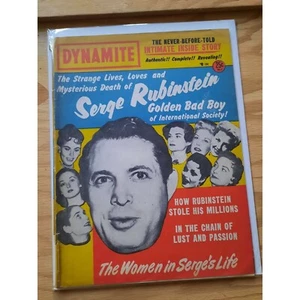 DYNAMITE
THE NEVER-BEFORE-TOLD
INTIMATE INSIDE STORY
Authentic!! Complete!! Revealing!!
25¢
The Strange Lives, Loves and
Mysterious Death of
Serge Rubinstein
Golden Bad Boy
of International Society!
HOW RUBINSTEIN
STOLE HIS MILLIONS
IN THE CHAIR OF
LUST AND PASSION
The Women in Serge's Life